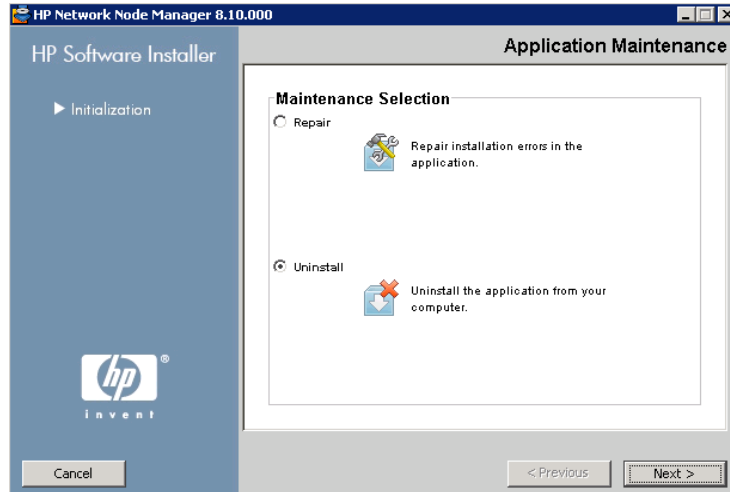 HP Network Node Manager 8.10.000
HP Software Installer
Application Maintenance
Initialization
Maintenance Selection
Repair
Repair installation errors in the
application.
Uninstall
Uninstall the application from your
computer.
hp
®
invent
Cancel
< Previous
Next >